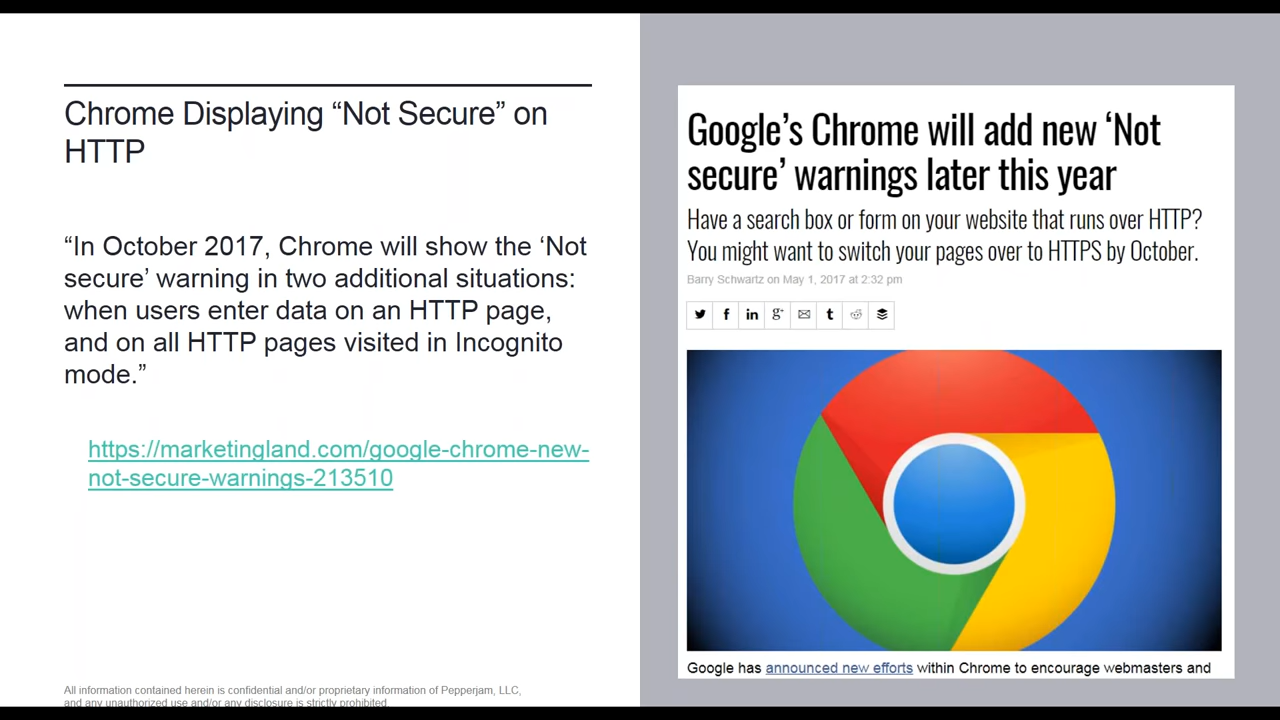 Chrome Displaying “Not Secure” on
HTTP
“In October 2017, Chrome will show the ‘Not
secure’ warning in two additional situations:
when users enter data on an HTTP page,
and on all HTTP pages visited in Incognito
mode.”
https://marketingland.com/google-chrome-new-
not-secure-warnings-213510
All information contained herein is confidential and/or proprietary information of Pepperjam, LLC,
and any unauthorized use and/or any disclosure is strictly prohibited.
Google’s Chrome will add new ‘Not
secure’ warnings later this year
Have a search box or form on your website that runs over HTTP?
You might want to switch your pages over to HTTPS by October.
Barry Schwartz on May 1, 2017 at 2:32 pm
Google has announced new efforts within Chrome to encourage webmasters and